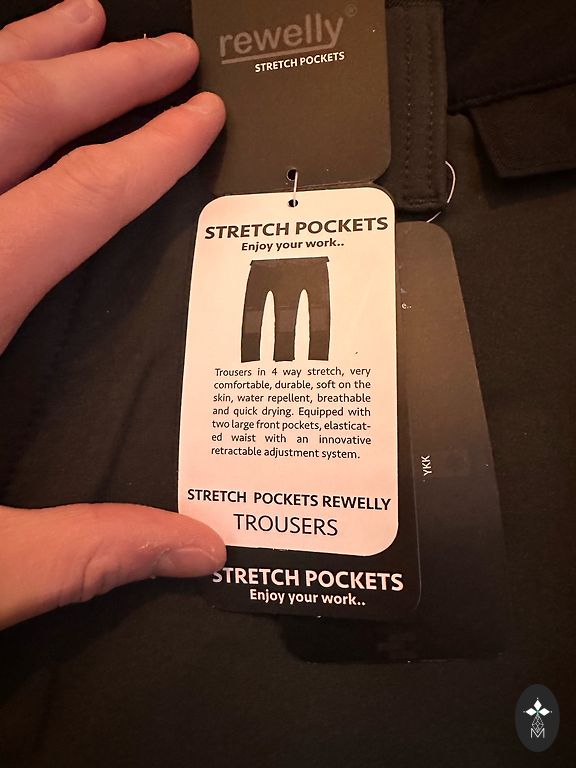 rewelly®
STRETCH POCKETS
STRETCH POCKETS
Enjoy your work..
Trousers in 4 way stretch, very
comfortable, durable, soft on the
skin, water repellent, breathable
and quick drying. Equipped with
two large front pockets, elasticat-
ed waist with an innovative
retractable adjustment system.
STRETCH POCKETS REWELLY
TROUSERS
STRETCH POCKETS
Enjoy your work..
e..
YKK
M